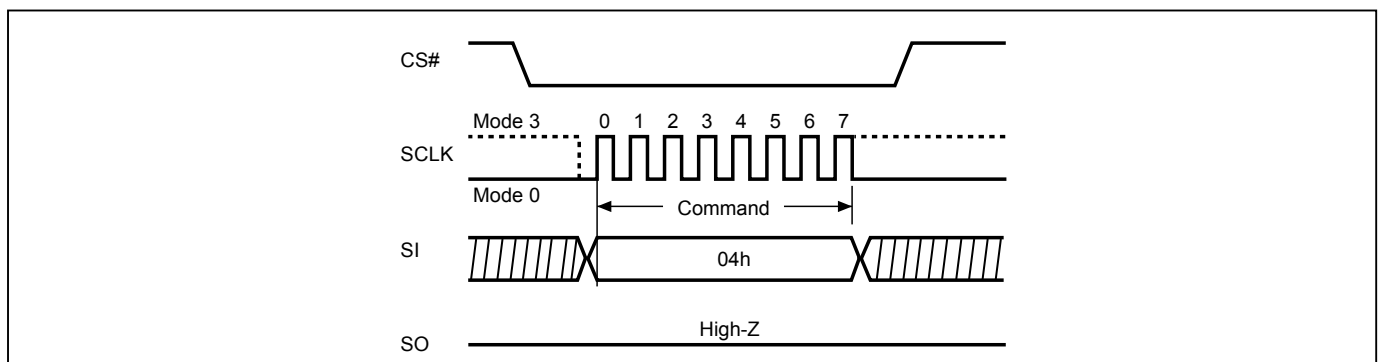 CS#
Mode 3 0 1 2 3 4 5 6 7
SCLK
Mode 0
Command
SI
04h
High-Z
SO